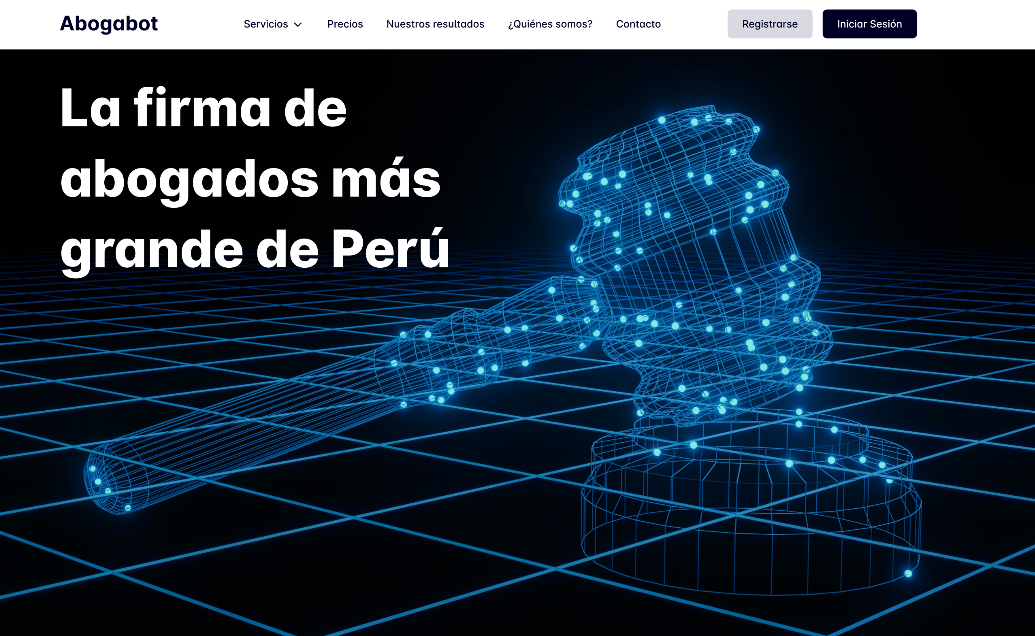 Abogabot
Servicios
Precios
Nuestros resultados
¿Quiénes somos?
Contacto
Registrarse
Iniciar Sesión
La firma de
abogados más
grande de Perú